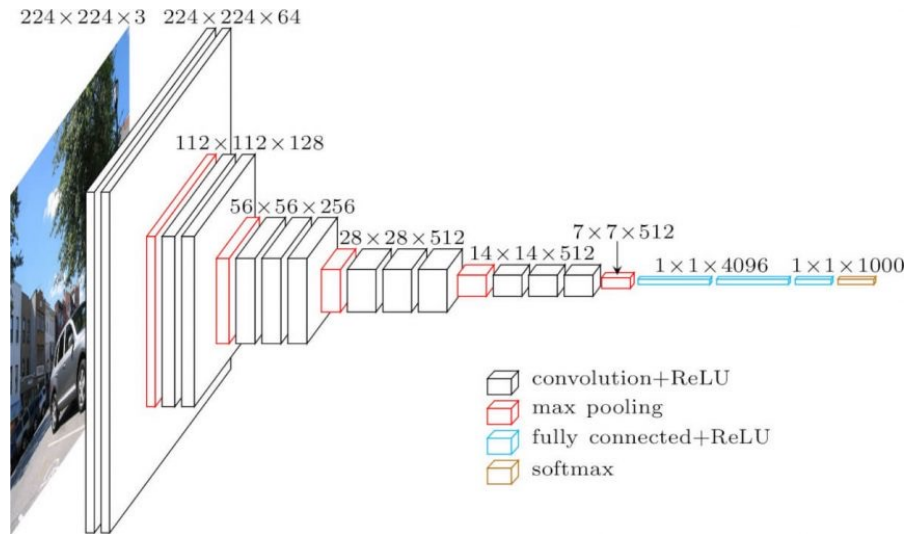 224×224×3
224×224×64
112×112×128
56×56×256
28×28×512
14×14×512
7×7×512
1×1×4096
1×1×1000
convolution+ReLU
max pooling
fully connected+ReLU
softmax